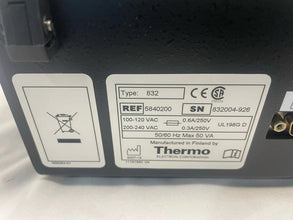 Type: 832
REF 5840200 SN 832004-926
100-120 VAC 0.6A/250V
200-240 VAC 0.3A/250V UL198G D
50/60 Hz Max 50 VA
Manufactured in Finland by
Thermo
ELECTRON CORPORATION